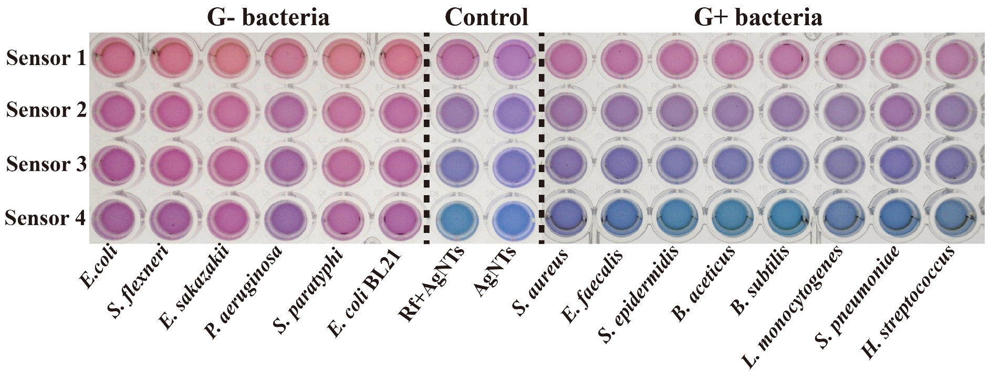 G- bacteria Control G+ bacteria
Sensor 1
Sensor 2
Sensor 3
Sensor 4
E.coli
S. flexneri
E. sakazakii
P. aeruginosa
S. paratyphi
E. coli BL21
Rf+AgNTs
AgNTs
S. aureus
E. faecalis
S. epidermidis
B. aceticus
B. subtilis
L. monocytogenes
S. pneumoniae
H. streptococcus